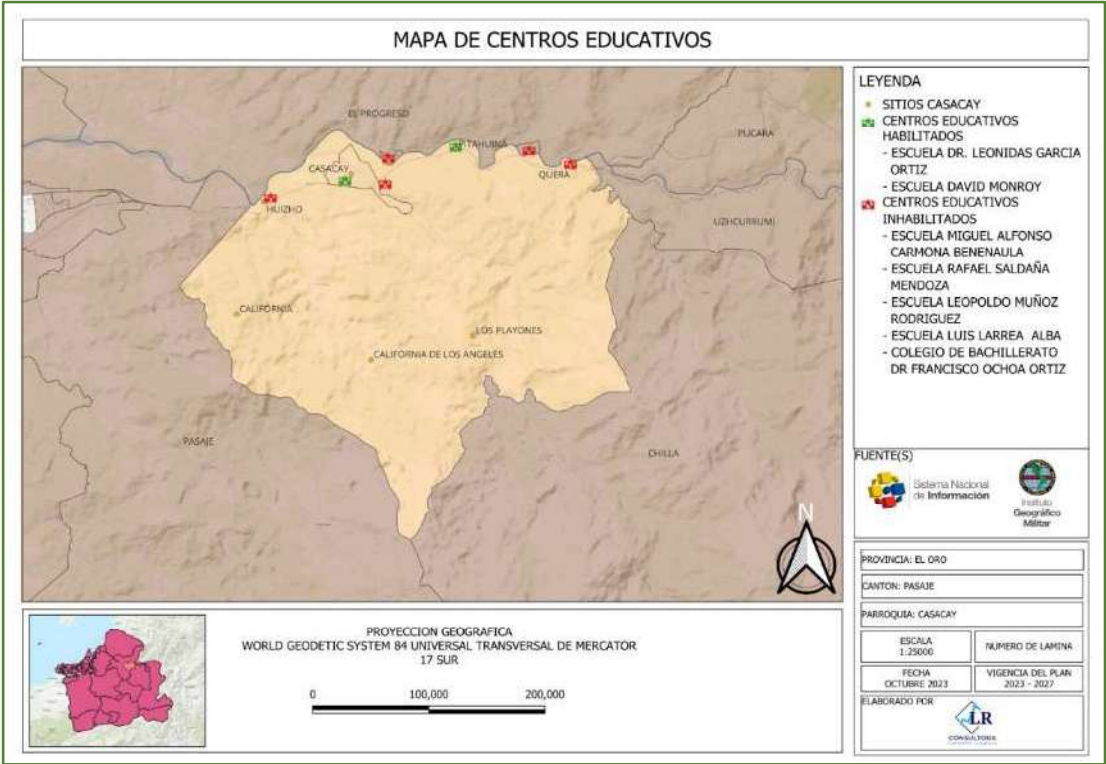 MAPA DE CENTROS EDUCATIVOS
EL PROGRESO
PUCARA
CASACAY
QUERA
HUIZHO
UZHCURRUMI
CALIFORNIA
LOS PLAYONES
CALIFORNIA DE LOS ANGELES
PASAJE
CHILLA
N
LEYENDA
SITIOS CASACAY
CENTROS EDUCATIVOS
HABILITADOS
- ESCUELA DR. LEONIDAS GARCIA
ORTIZ
- ESCUELA DAVID MONROY
CENTROS EDUCATIVOS
INHABILITADOS
- ESCUELA MIGUEL ALFONSO
CARMONA BENENAULA
- ESCUELA RAFAEL SALDAÑA
MENDOZA
- ESCUELA LEOPOLDO MUÑOZ
RODRIGUEZ
- ESCUELA LUIS LARREA ALBA
- COLEGIO DE BACHILLERATO
DR FRANCISCO OCHOA ORTIZ
FUENTE(S)
Sistema Nacional
de Información
Instituto
Geográfico
Militar
PROVINCIA: EL ORO
CANTON: PASAJE
PARROQUIA: CASACAY
ESCALA
1:25000
NUMERO DE LAMINA
FECHA
OCTUBRE 2023
VIGENCIA DEL PLAN
2023 - 2027
ELABORADO POR
LR
CONSULTORIA
PROYECCION GEOGRAFICA
WORLD GEODETIC SYSTEM 84 UNIVERSAL TRANSVERSAL DE MERCATOR
17 SUR
0 100,000 200,000